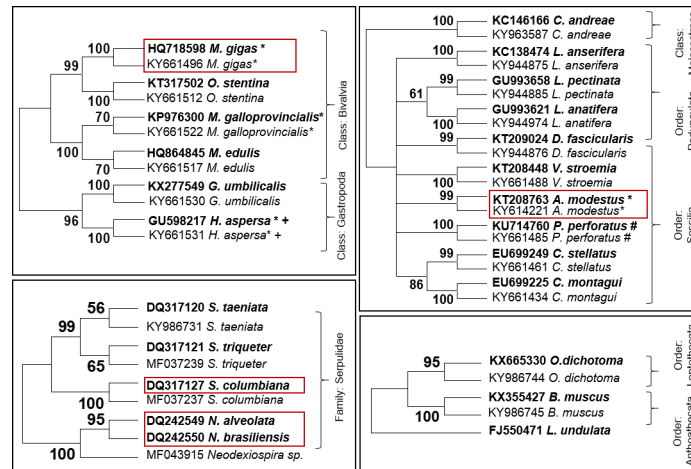 100
HQ718598 M. gigas *
KY661496 M. gigas*
99
KT317502 O. stentina
100
KY661512 O. stentina
70
KP976300 M. galloprovincialis*
KY661522 M. galloprovincialis*
100
HQ864845 M. edulis
70
KY661517 M. edulis
Class: Bivalvia
100
KX277549 G. umbilicalis
KY661530 G. umbilicalis
96
GU598217 H. aspersa* +
100
KY661531 H. aspersa* +
Class: Gastropoda
56
DQ317120 S. taeniata
99
KY986731 S. taeniata
DQ317121 S. triqueter
65
MF037239 S. triqueter
DQ317127 S. columbiana
100
MF037237 S. columbiana
95
DQ242549 N. alveolata
DQ242550 N. brasiliensis
100
MF043915 Neodexiospira sp.
Family: Serpulidae
100
KC146166 C. andreae
KY963587 C. andreae
Class:
100
KC138474 L. anserifera
KY944875 L. anserifera
99
GU993658 L. pectinata
61
KY944885 L. pectinata
GU993621 L. anatifera
100
KY944974 L. anatifera
Order:
99
KT209024 D. fascicularis
KY944876 D. fascicularis
KT208448 V. stroemia
100
KY661488 V. stroemia
99
KT208763 A. modestus *
KY614221 A. modestus*
100
KU714760 P. perforatus #
KY661485 P. perforatus #
99
EU699249 C. stellatus
KY661461 C. stellatus
86
EU699225 C. montagui
100
KY661434 C. montagui
Order:
95
KX665330 O.dichotoma
KY986744 O. dichotoma
Order:
Leptothecata
KX355427 B. muscus
100
KY986745 B. muscus
FJ550471 L. undulata
Order:
Anthoathecata